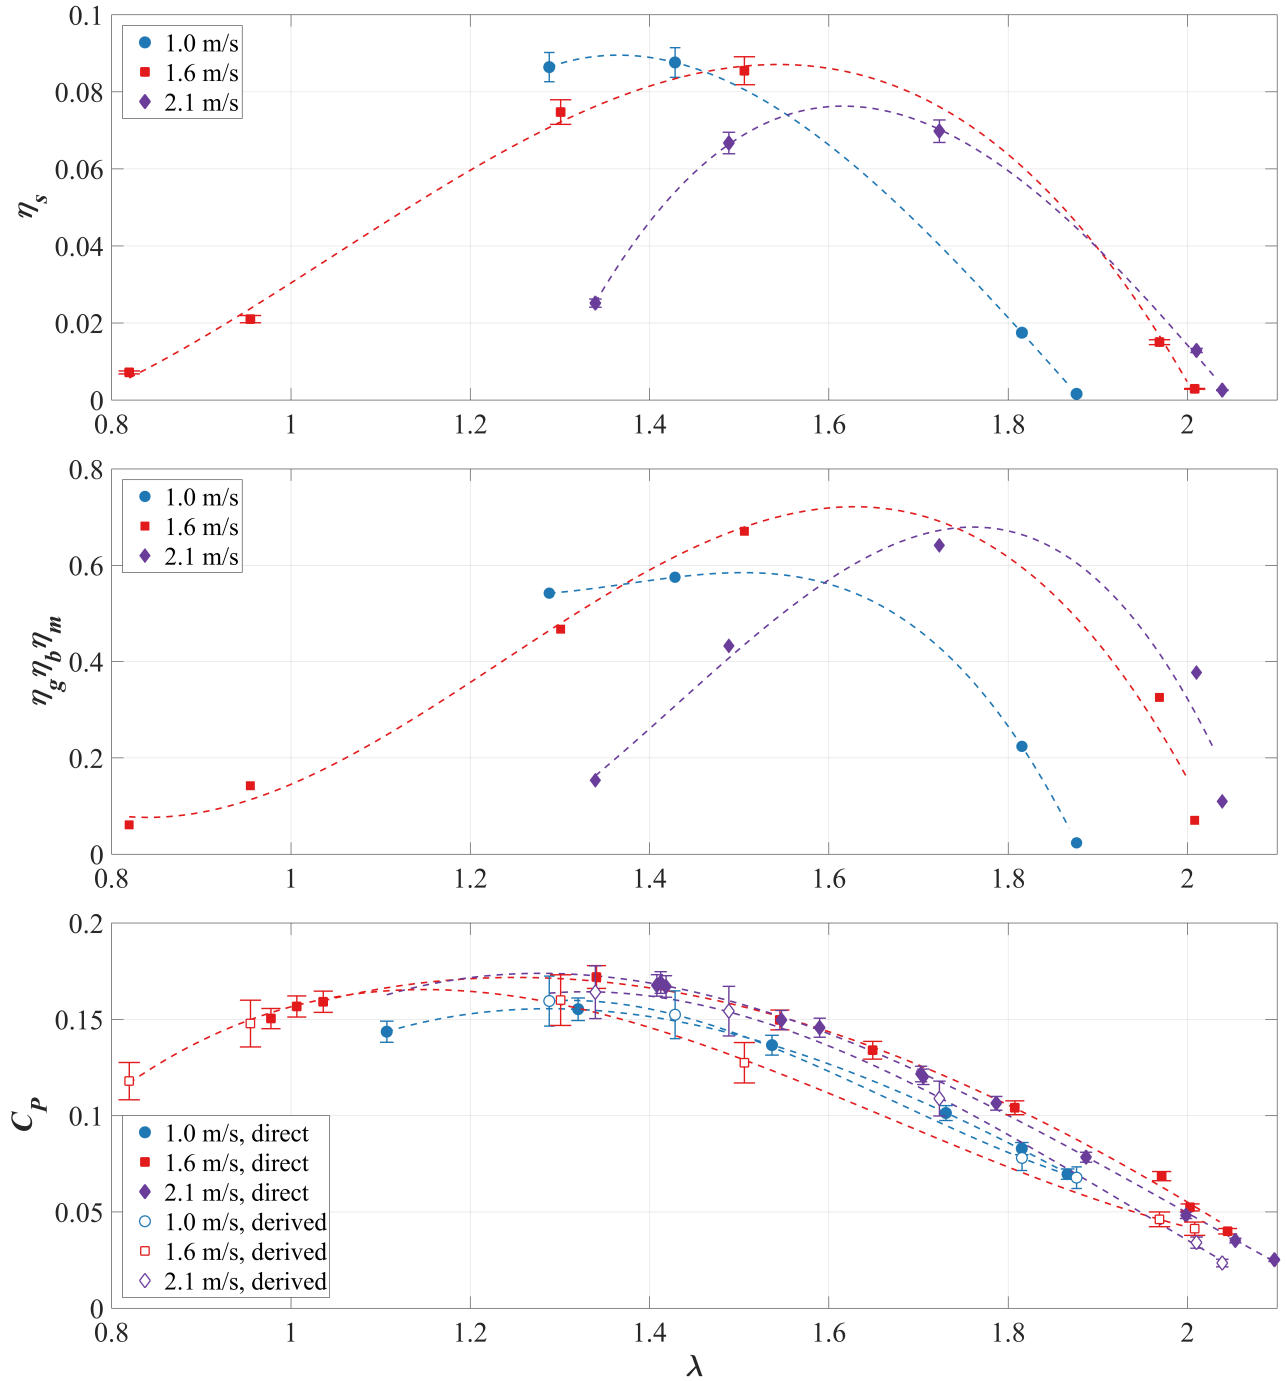 0.1
0.08
0.06
0.04
0.02
0
η_s
1.0 m/s
1.6 m/s
2.1 m/s
0.8 1 1.2 1.4 1.6 1.8 2
0.8
0.6
0.4
0.2
0
η_g η_b η_m
1.0 m/s
1.6 m/s
2.1 m/s
0.8 1 1.2 1.4 1.6 1.8 2
0.2
0.15
0.1
0.05
0
C_P
1.0 m/s, direct
1.6 m/s, direct
2.1 m/s, direct
1.0 m/s, derived
1.6 m/s, derived
2.1 m/s, derived
0.8 1 1.2 1.4 1.6 1.8 2
λ